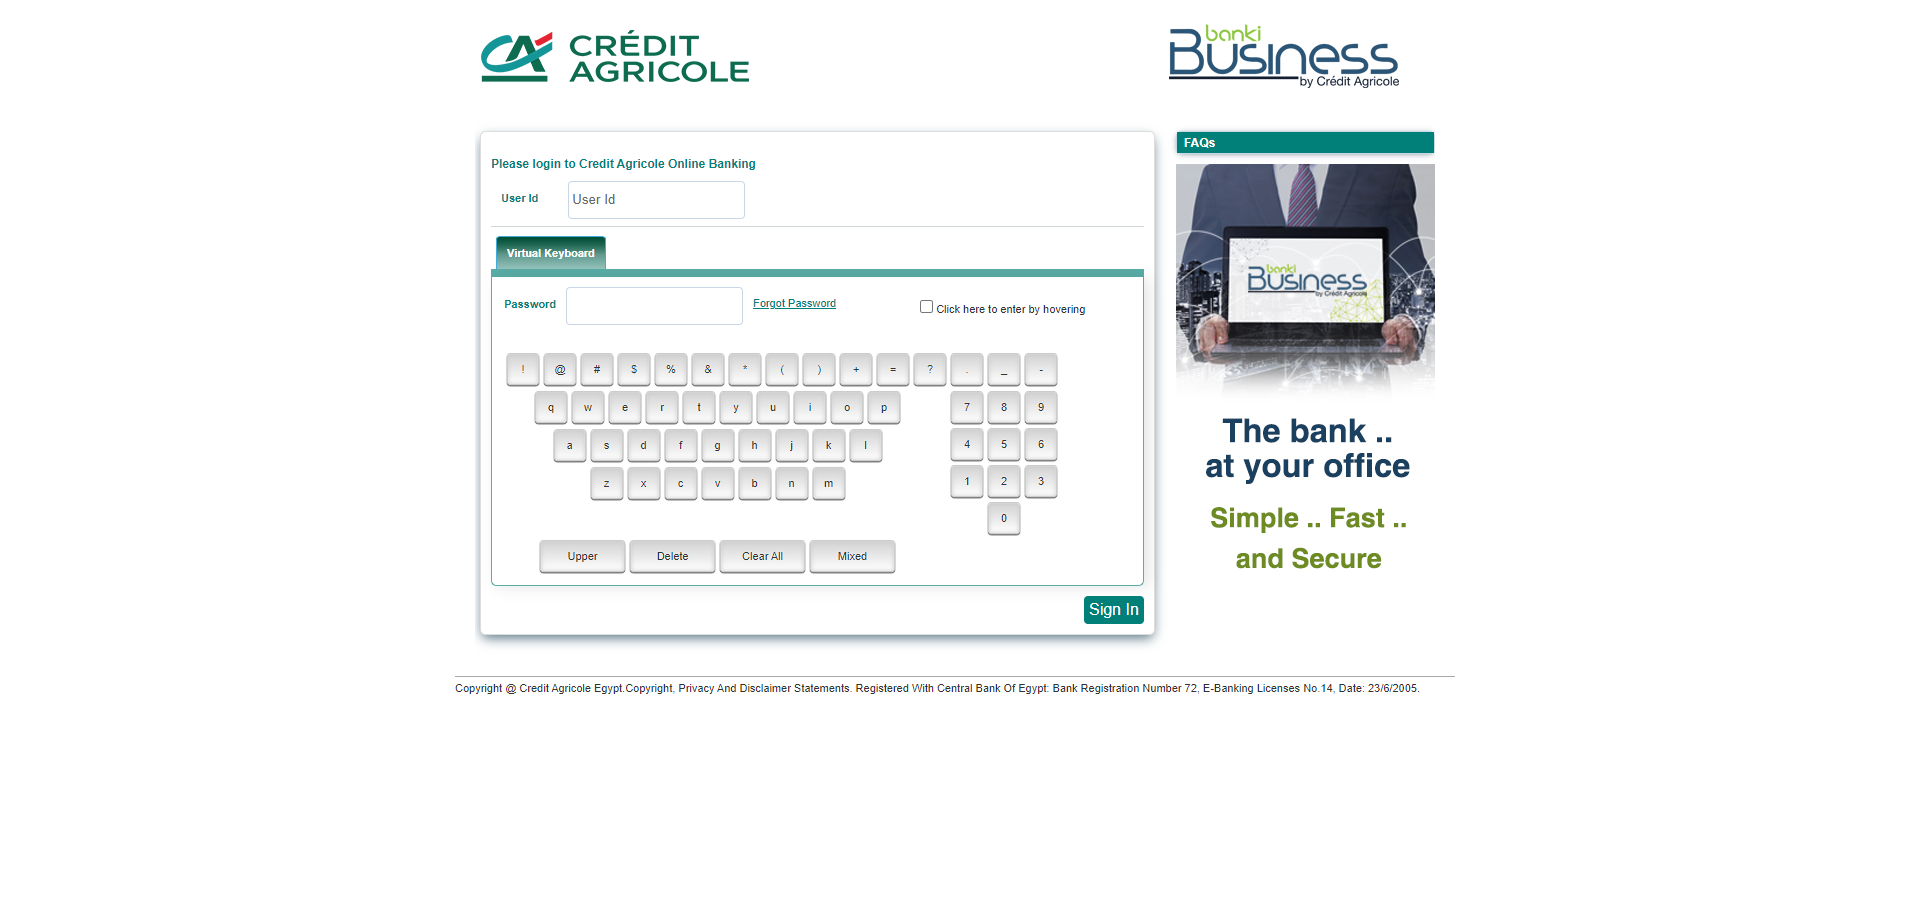 CRÉDIT
AGRICOLE
banki
Business
by Crédit Agricole
Please login to Credit Agricole Online Banking
User Id
User Id
Virtual Keyboard
Password
Forgot Password
Click here to enter by hovering
! @ # $ % & * ( ) + = ? . _ -
q w e r t y u i o p 7 8 9
a s d f g h j k l 4 5 6
z x c v b n m 1 2 3
0
Upper Delete Clear All Mixed
Sign In
FAQs
banki
Business
by Crédit Agricole
The bank ..
at your office
Simple .. Fast ..
and Secure
Copyright @ Credit Agricole Egypt.Copyright, Privacy And Disclaimer Statements. Registered With Central Bank Of Egypt: Bank Registration Number 72, E-Banking Licenses No.14, Date: 23/6/2005.